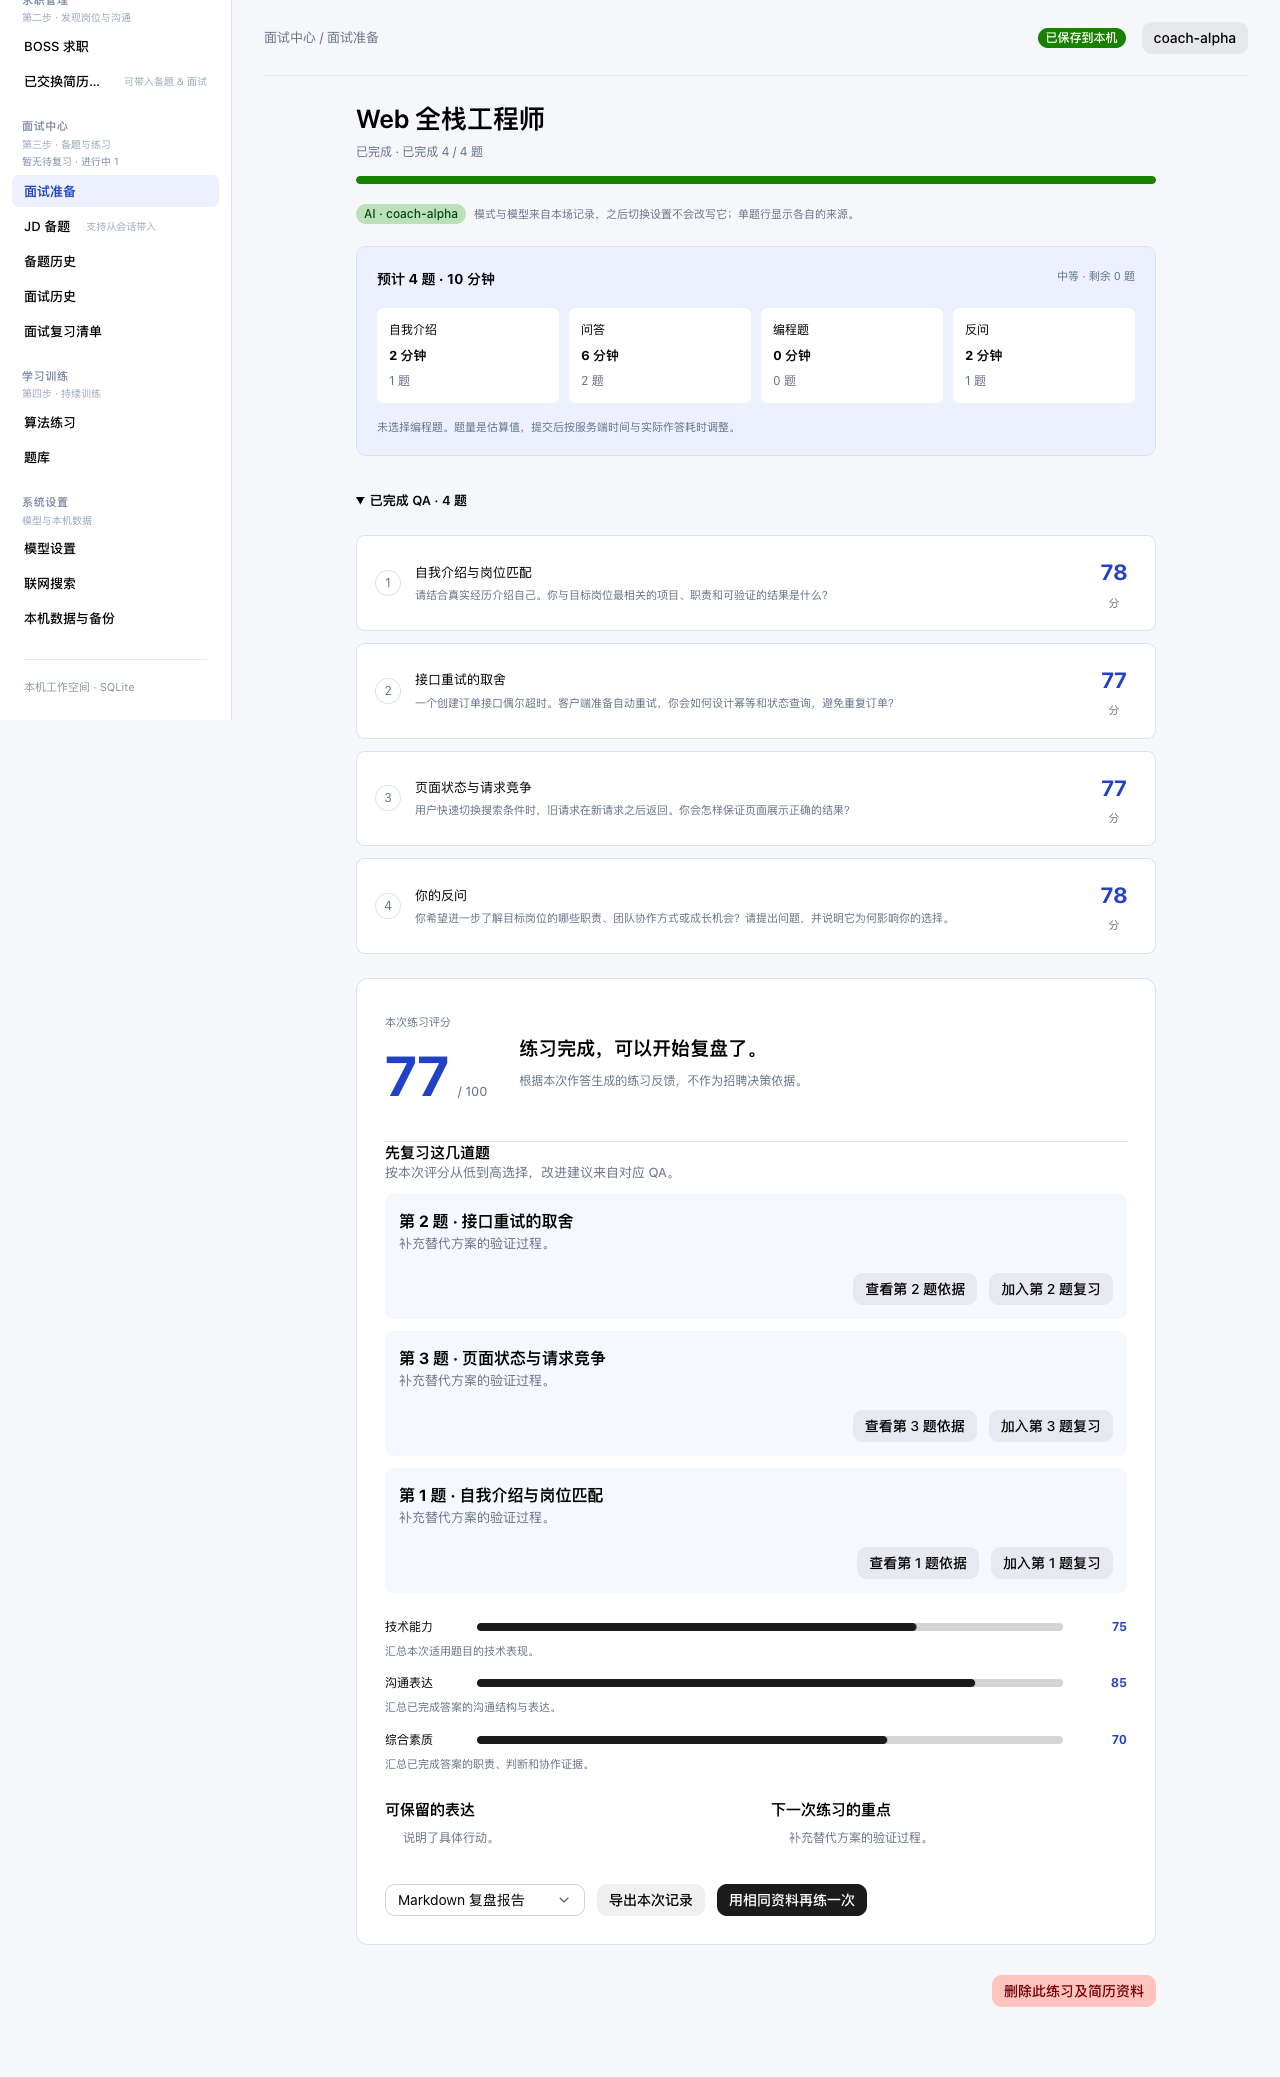 第二步 · 发现岗位与沟通
BOSS 求职
已交换简历... 可带入备题 & 面试
面试中心
第三步 · 备题与练习
暂无待复习 · 进行中 1
面试准备
JD 备题 支持从会话带入
备题历史
面试历史
面试复习清单
学习训练
第四步 · 持续训练
算法练习
题库
系统设置
模型与本机数据
模型设置
联网搜索
本机数据与备份
本机工作空间 · SQLite
面试中心 / 面试准备
已保存到本机
coach-alpha
Web 全栈工程师
已完成 · 已完成 4 / 4 题
AI · coach-alpha 模式与模型来自本场记录，之后切换设置不会改写它；单题行显示各自的来源。
预计 4 题 · 10 分钟
中等 · 剩余 0 题
自我介绍
2 分钟
1 题
问答
6 分钟
2 题
编程题
0 分钟
0 题
反问
2 分钟
1 题
未选择编程题。题量是估算值，提交后按服务端时间与实际作答耗时调整。
▼ 已完成 QA · 4 题
1
自我介绍与岗位匹配
请结合真实经历介绍自己。你与目标岗位最相关的项目、职责和可验证的结果是什么？
78
分
2
接口重试的取舍
一个创建订单接口偶尔超时。客户端准备自动重试，你会如何设计幂等和状态查询，避免重复订单？
77
分
3
页面状态与请求竞争
用户快速切换搜索条件时，旧请求在新请求之后返回。你会怎样保证页面展示正确的结果？
77
分
4
你的反问
你希望进一步了解目标岗位的哪些职责、团队协作方式或成长机会？请提出问题，并说明它为何影响你的选择。
78
分
本次练习评分
77 / 100
练习完成，可以开始复盘了。
根据本次作答生成的练习反馈，不作为招聘决策依据。
先复习这几道题
按本次评分从低到高选择，改进建议来自对应 QA。
第 2 题 · 接口重试的取舍
补充替代方案的验证过程。
查看第 2 题依据
加入第 2 题复习
第 3 题 · 页面状态与请求竞争
补充替代方案的验证过程。
查看第 3 题依据
加入第 3 题复习
第 1 题 · 自我介绍与岗位匹配
补充替代方案的验证过程。
查看第 1 题依据
加入第 1 题复习
技术能力 75
汇总本次适用题目的技术表现。
沟通表达 85
汇总已完成答案的沟通结构与表达。
综合素质 70
汇总已完成答案的职责、判断和协作证据。
可保留的表达
说明了具体行动。
下一次练习的重点
补充替代方案的验证过程。
Markdown 复盘报告
导出本次记录
用相同资料再练一次
删除此练习及简历资料